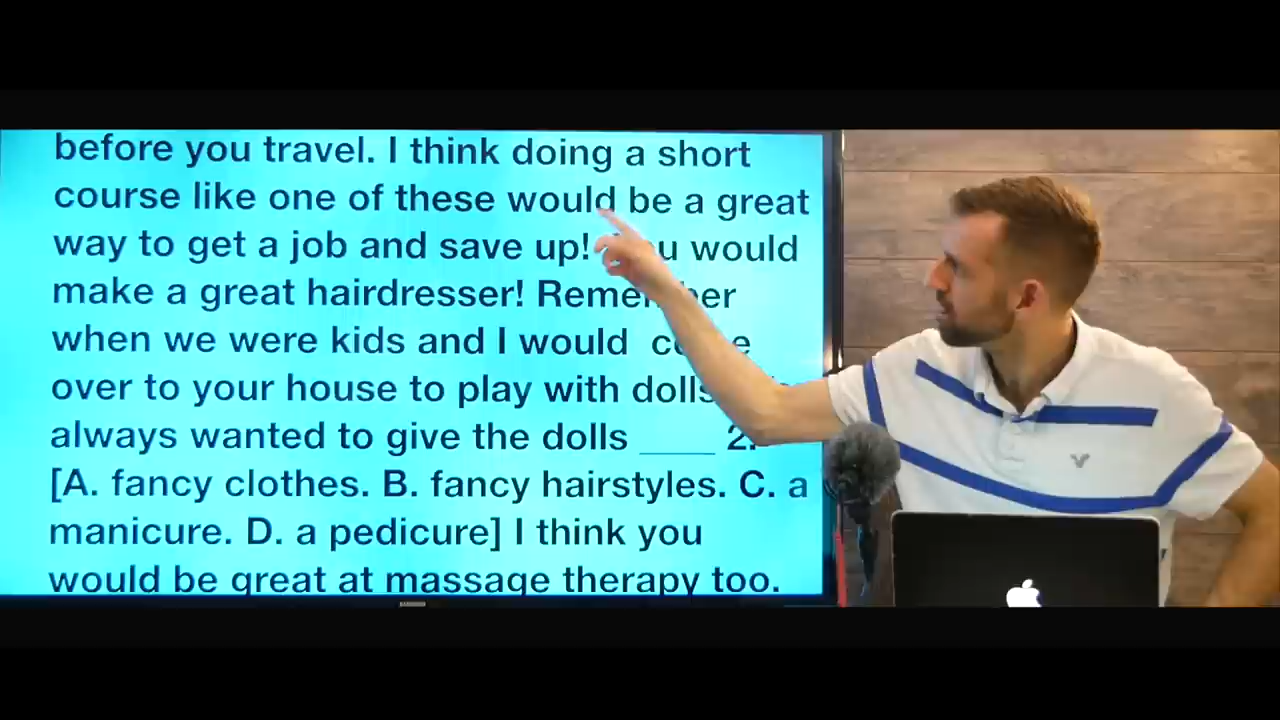 before you travel. I think doing a short
course like one of these would be a great
way to get a job and save up! would
make a great hairdresser! Remember
when we were kids and I would
over to your house to play with dolls
always wanted to give the dolls ____ 2.
[A. fancy clothes. B. fancy hairstyles. C. a
manicure. D. a pedicure] I think you
would be great at massage therapy too.